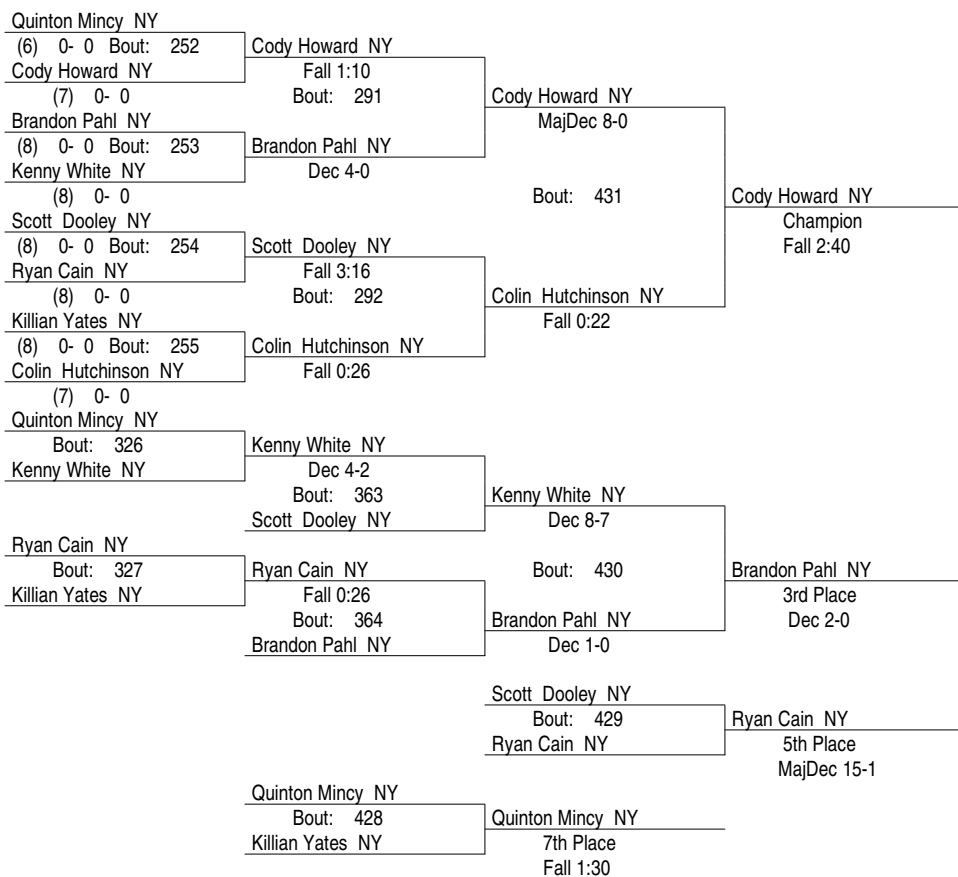 Quinton Mincy NY
(6) 0- 0 Bout: 252
Cody Howard NY
(7) 0- 0
Brandon Pahl NY
(8) 0- 0 Bout: 253
Kenny White NY
(8) 0- 0
Scott Dooley NY
(8) 0- 0 Bout: 254
Ryan Cain NY
(8) 0- 0
Killian Yates NY
(8) 0- 0 Bout: 255
Colin Hutchinson NY
(7) 0- 0
Cody Howard NY
Fall 1:10
Bout: 291
Brandon Pahl NY
Dec 4-0
Scott Dooley NY
Fall 3:16
Bout: 292
Colin Hutchinson NY
Fall 0:26
Cody Howard NY
MajDec 8-0
Bout: 431
Colin Hutchinson NY
Fall 0:22
Cody Howard NY
Champion
Fall 2:40
Quinton Mincy NY
Bout: 326
Kenny White NY
Ryan Cain NY
Bout: 327
Killian Yates NY
Kenny White NY
Dec 4-2
Bout: 363
Scott Dooley NY
Ryan Cain NY
Fall 0:26
Bout: 364
Brandon Pahl NY
Kenny White NY
Dec 8-7
Bout: 430
Brandon Pahl NY
Dec 1-0
Brandon Pahl NY
3rd Place
Dec 2-0
Scott Dooley NY
Bout: 429
Ryan Cain NY
Ryan Cain NY
5th Place
MajDec 15-1
Quinton Mincy NY
Bout: 428
Killian Yates NY
Quinton Mincy NY
7th Place
Fall 1:30